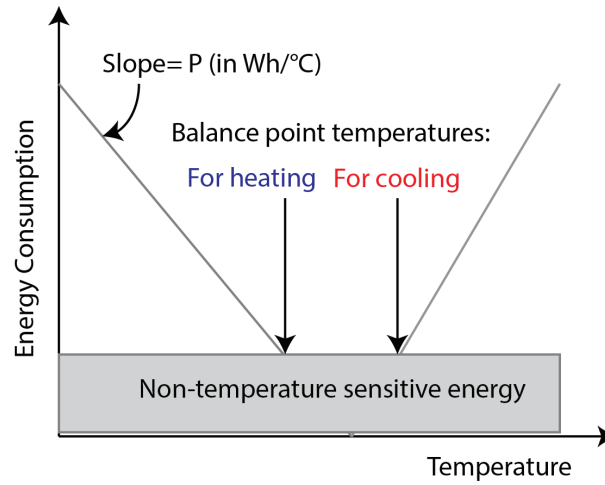 Slope= P (in Wh/°C)
Balance point temperatures:
For heating For cooling
Energy Consumption
Non-temperature sensitive energy
Temperature